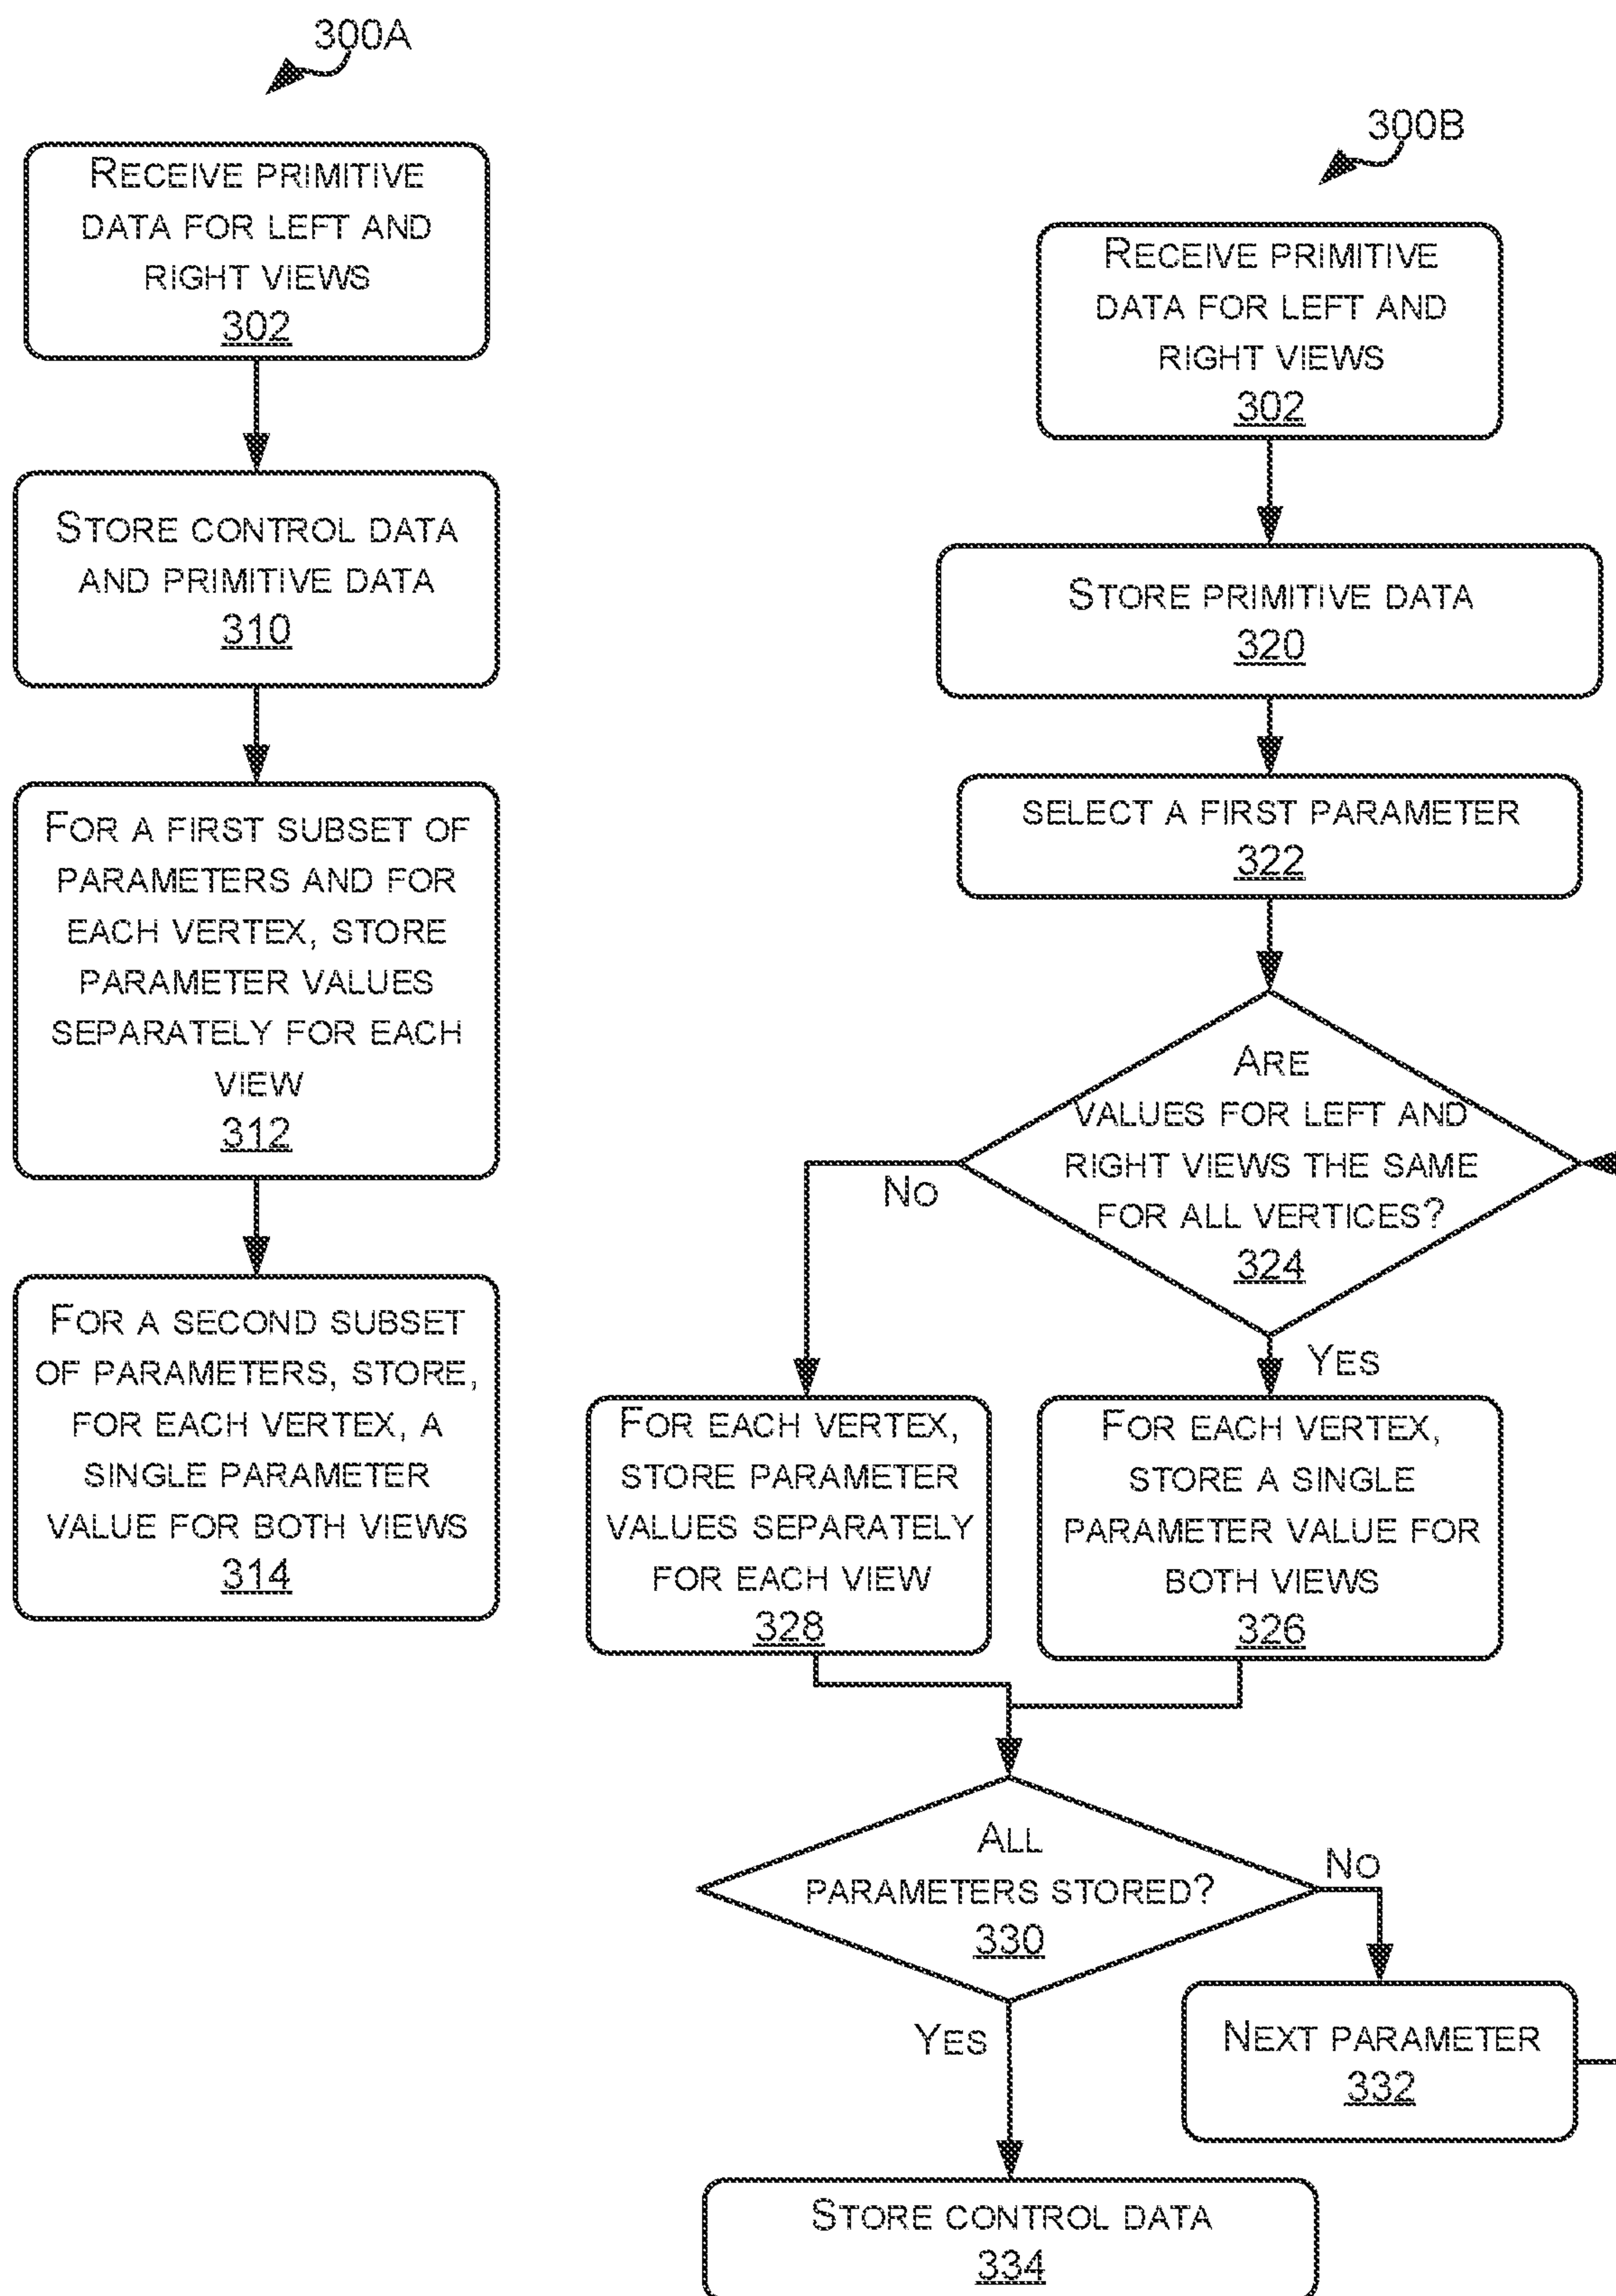 300A
RECEIVE PRIMITIVE
DATA FOR LEFT AND
RIGHT VIEWS
302
STORE CONTROL DATA
AND PRIMITIVE DATA
310
FOR A FIRST SUBSET OF
PARAMETERS AND FOR
EACH VERTEX, STORE
PARAMETER VALUES
SEPARATELY FOR EACH
VIEW
312
FOR A SECOND SUBSET
OF PARAMETERS, STORE,
FOR EACH VERTEX, A
SINGLE PARAMETER
VALUE FOR BOTH VIEWS
314
300B
RECEIVE PRIMITIVE
DATA FOR LEFT AND
RIGHT VIEWS
302
STORE PRIMITIVE DATA
320
SELECT A FIRST PARAMETER
322
ARE
VALUES FOR LEFT AND
RIGHT VIEWS THE SAME
FOR ALL VERTICES?
324
NO
YES
FOR EACH VERTEX,
STORE PARAMETER
VALUES SEPARATELY
FOR EACH VIEW
328
FOR EACH VERTEX,
STORE A SINGLE
PARAMETER VALUE FOR
BOTH VIEWS
326
ALL
PARAMETERS STORED?
330
NO
YES
NEXT PARAMETER
332
STORE CONTROL DATA
334